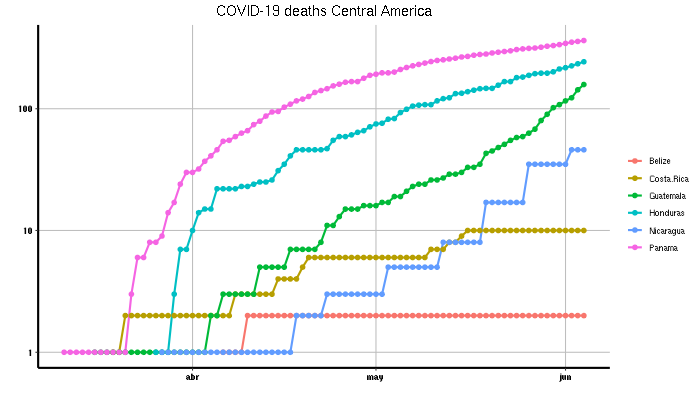 COVID-19 deaths Central America
100
10
1
abr
may
jun
Belize
Costa.Rica
Guatemala
Honduras
Nicaragua
Panama